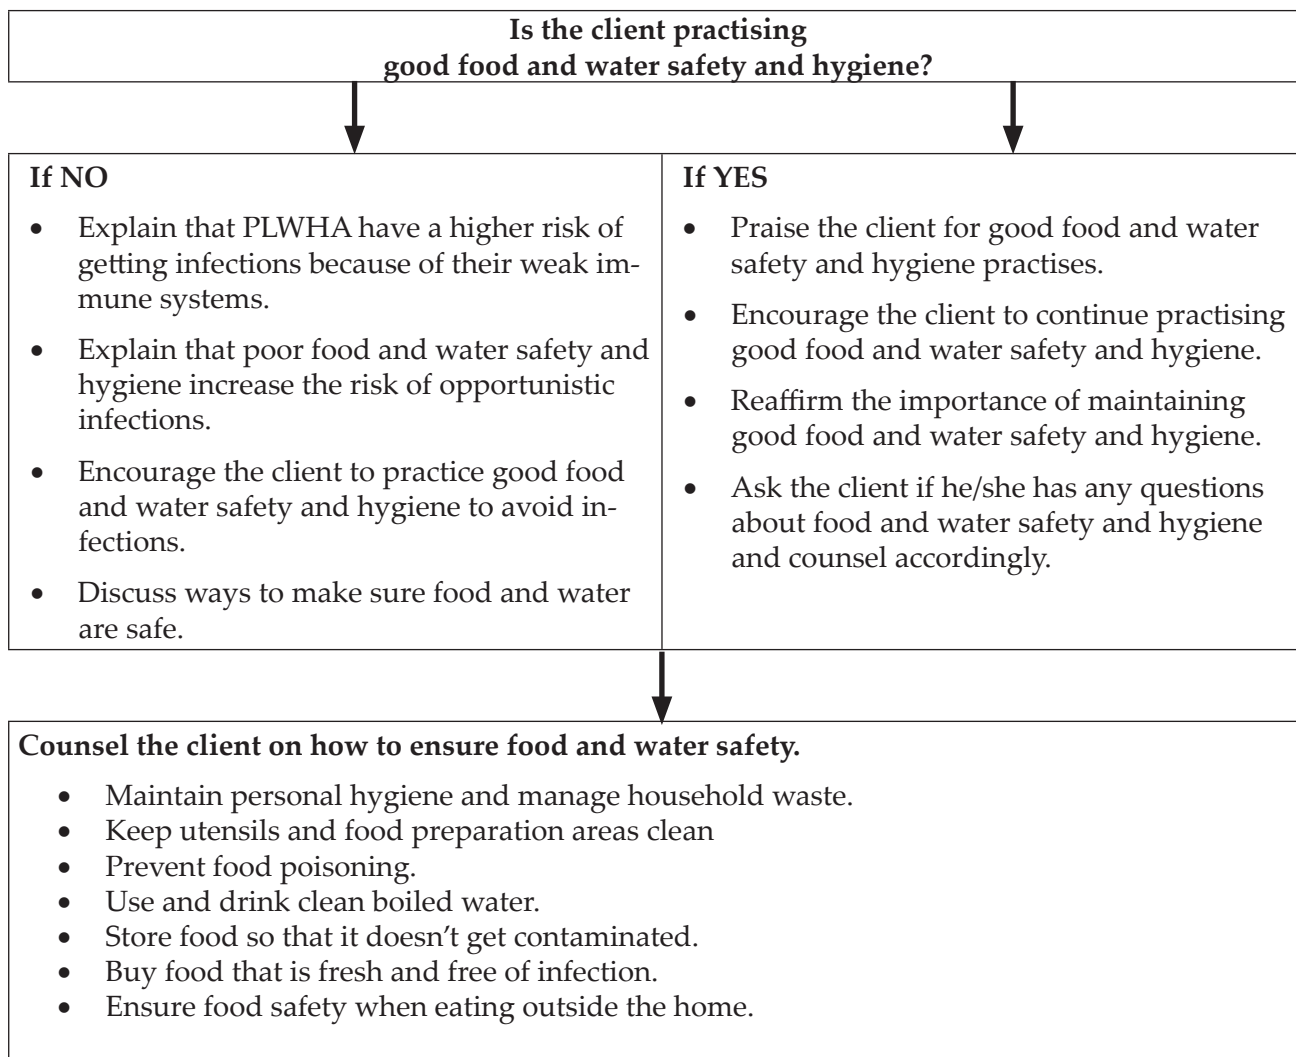 Is the client practising
good food and water safety and hygiene?
If NO
• Explain that PLWHA have a higher risk of
getting infections because of their weak im-
mune systems.
• Explain that poor food and water safety and
hygiene increase the risk of opportunistic
infections.
• Encourage the client to practice good food
and water safety and hygiene to avoid in-
fections.
• Discuss ways to make sure food and water
are safe.
If YES
• Praise the client for good food and water
safety and hygiene practises.
• Encourage the client to continue practising
good food and water safety and hygiene.
• Reaffirm the importance of maintaining
good food and water safety and hygiene.
• Ask the client if he/she has any questions
about food and water safety and hygiene
and counsel accordingly.
Counsel the client on how to ensure food and water safety.
• Maintain personal hygiene and manage household waste.
• Keep utensils and food preparation areas clean
• Prevent food poisoning.
• Use and drink clean boiled water.
• Store food so that it doesn't get contaminated.
• Buy food that is fresh and free of infection.
• Ensure food safety when eating outside the home.